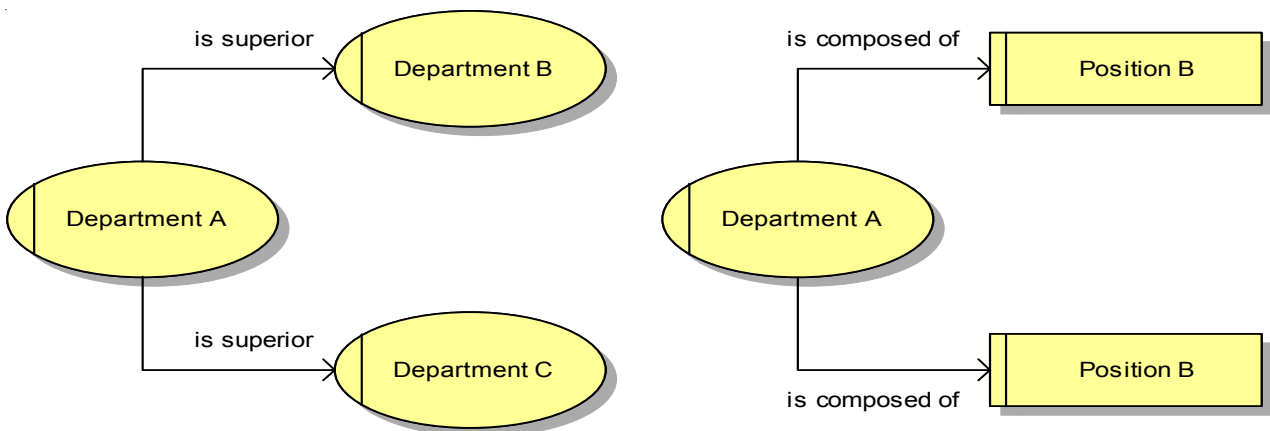 is superior
Department B
Department A
is superior
Department C
is composed of
Position B
Department A
Position B
is composed of